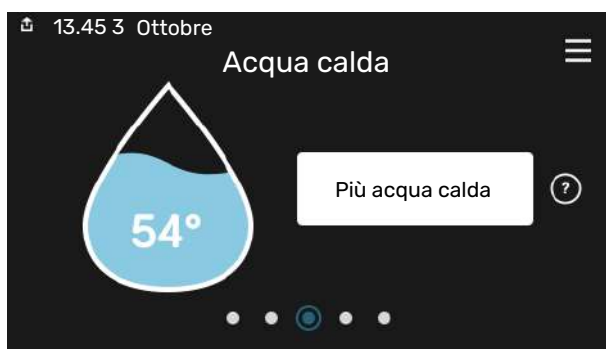 13.45 3 Ottobre
Acqua calda
Più acqua calda
?
54°